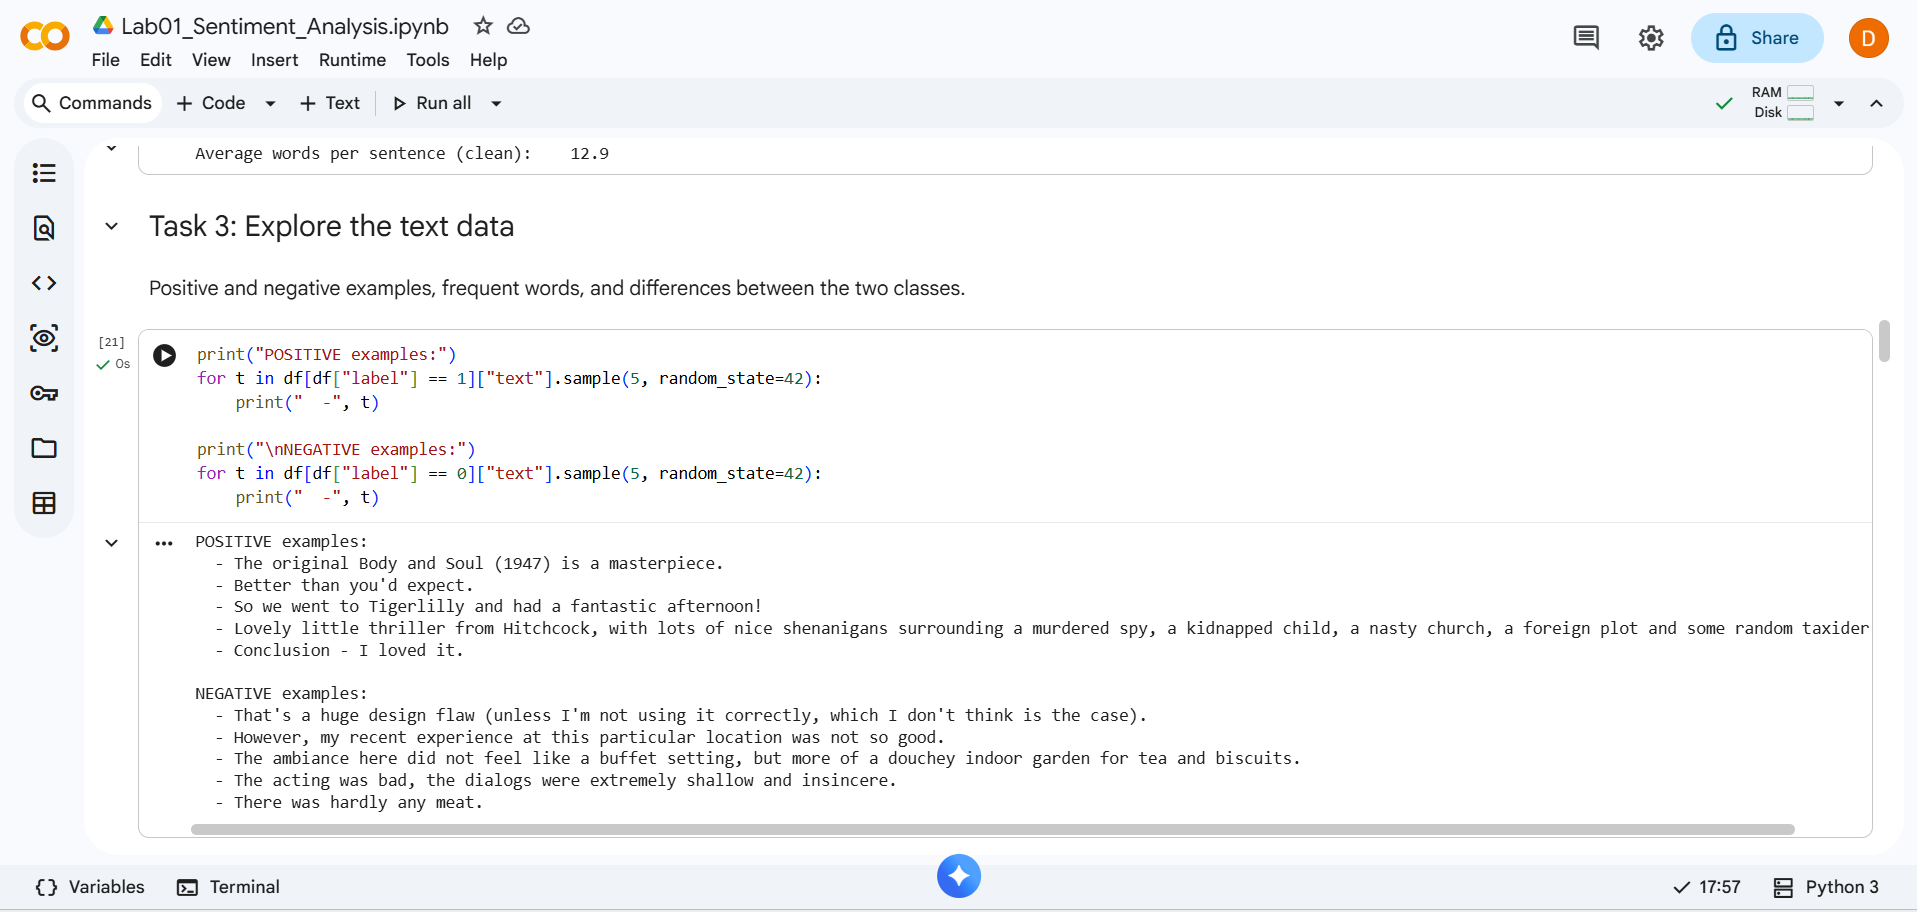 Lab01_Sentiment_Analysis.ipynb
File Edit View Insert Runtime Tools Help
Share
D
Commands + Code + Text Run all
RAM
Disk
Average words per sentence (clean):    12.9
Task 3: Explore the text data
Positive and negative examples, frequent words, and differences between the two classes.
[21]
0s
print("POSITIVE examples:")
for t in df[df["label"] == 1]["text"].sample(5, random_state=42):
    print("  -", t)
print("\nNEGATIVE examples:")
for t in df[df["label"] == 0]["text"].sample(5, random_state=42):
    print("  -", t)
POSITIVE examples:
  - The original Body and Soul (1947) is a masterpiece.
  - Better than you'd expect.
  - So we went to Tigerlilly and had a fantastic afternoon!
  - Lovely little thriller from Hitchcock, with lots of nice shenanigans surrounding a murdered spy, a kidnapped child, a nasty church, a foreign plot and some random taxider
  - Conclusion - I loved it.
NEGATIVE examples:
  - That's a huge design flaw (unless I'm not using it correctly, which I don't think is the case).
  - However, my recent experience at this particular location was not so good.
  - The ambiance here did not feel like a buffet setting, but more of a douchey indoor garden for tea and biscuits.
  - The acting was bad, the dialogs were extremely shallow and insincere.
  - There was hardly any meat.
Variables Terminal
17:57 Python 3